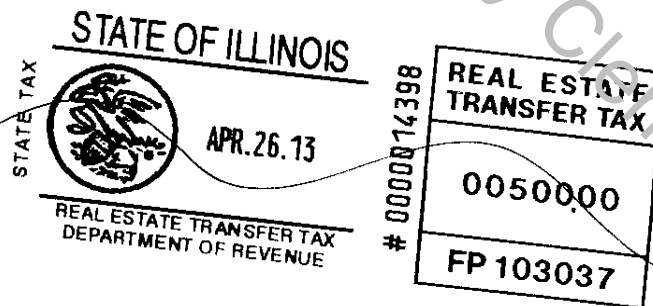 STATE OF ILLINOIS
STATE TAX
APR.26.13
REAL ESTATE TRANSFER TAX
DEPARTMENT OF REVENUE
# 0000014398
REAL ESTATE
TRANSFER TAX
0050000
FP 103037